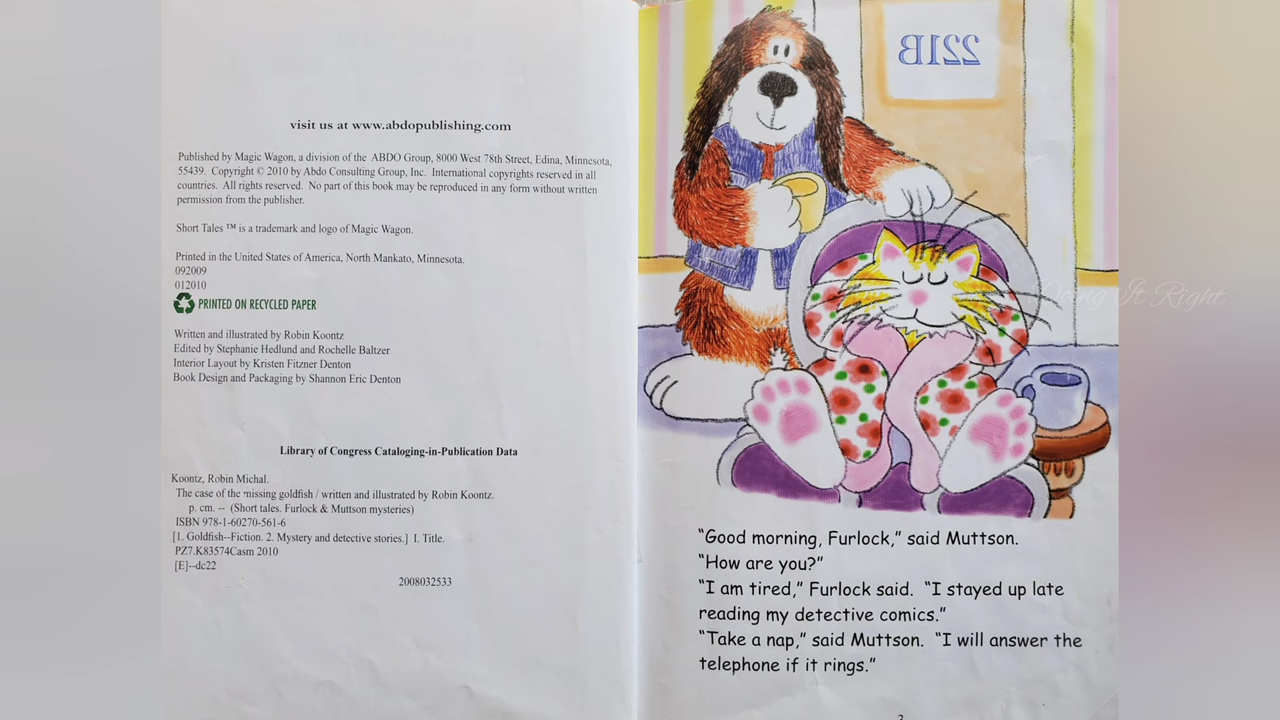 visit us at www.abdopublishing.com
Published by Magic Wagon, a division of the ABDO Group, 8000 West 78th Street, Edina, Minnesota,
55439. Copyright © 2010 by Abdo Consulting Group, Inc. International copyrights reserved in all
countries. All rights reserved. No part of this book may be reproduced in any form without written
permission from the publisher.
Short Tales ™ is a trademark and logo of Magic Wagon.
Printed in the United States of America, North Mankato, Minnesota.
092009
012010
PRINTED ON RECYCLED PAPER
Written and illustrated by Robin Koontz
Edited by Stephanie Hedlund and Rochelle Baltzer
Interior Layout by Kristen Fitzner Denton
Book Design and Packaging by Shannon Eric Denton
Library of Congress Cataloging-in-Publication Data
Koontz, Robin Michal.
The case of the missing goldfish / written and illustrated by Robin Koontz.
p. cm. -- (Short tales. Furlock & Muttson mysteries)
ISBN 978-1-60270-561-6
[1. Goldfish--Fiction. 2. Mystery and detective stories.] I. Title.
PZ7.K83574Casm 2010
[E]--dc22
2008032533
221B
Doing It Right
"Good morning, Furlock," said Muttson.
"How are you?"
"I am tired," Furlock said. "I stayed up late
reading my detective comics."
"Take a nap," said Muttson. "I will answer the
telephone if it rings."